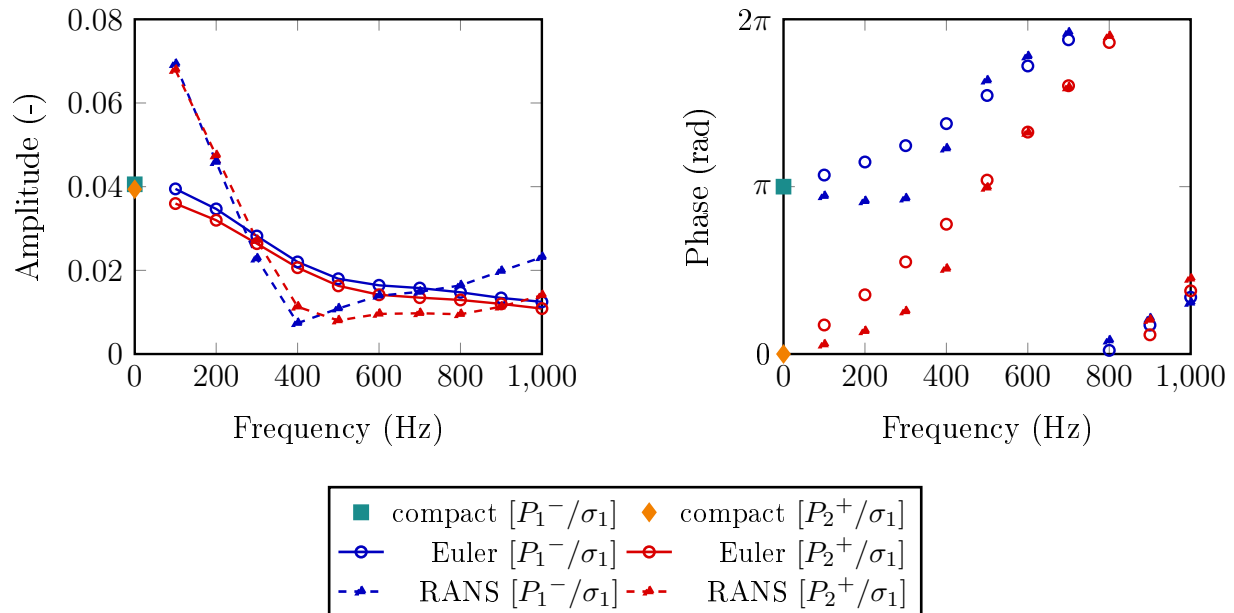 0.08
0.06
0.04
0.02
0
Amplitude (-)
0 200 400 600 800 1,000
Frequency (Hz)
2π
π
0
Phase (rad)
0 200 400 600 800 1,000
Frequency (Hz)
compact [P₁⁻/σ₁] compact [P₂⁺/σ₁]
Euler [P₁⁻/σ₁] Euler [P₂⁺/σ₁]
RANS [P₁⁻/σ₁] RANS [P₂⁺/σ₁]